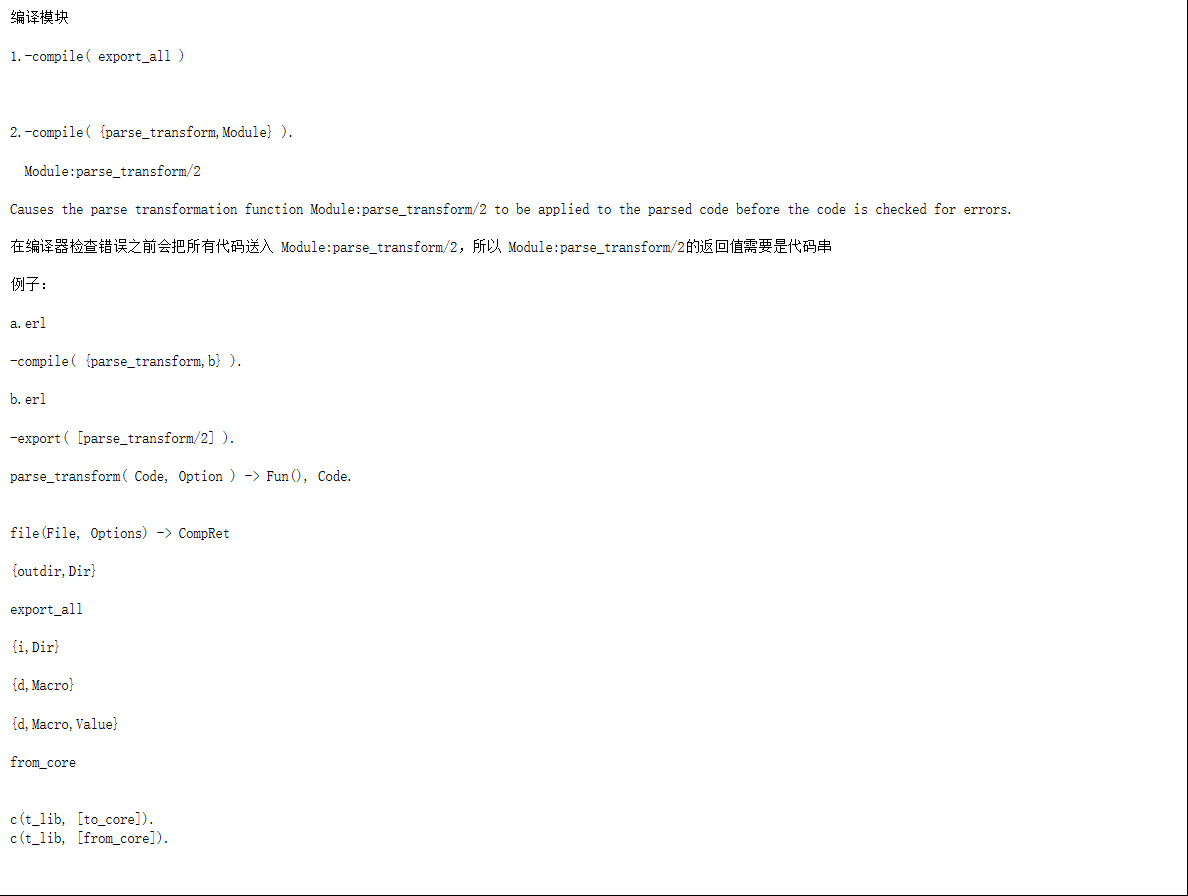 编译模块
1.-compile( export_all )
2.-compile( {parse_transform,Module} ).
Module:parse_transform/2
Causes the parse transformation function Module:parse_transform/2 to be applied to the parsed code before the code is checked for errors.
在编译器检查错误之前会把所有代码送入 Module:parse_transform/2，所以 Module:parse_transform/2的返回值需要是代码串
例子：
a.erl
-compile( {parse_transform,b} ).
b.erl
-export( [parse_transform/2] ).
parse_transform( Code, Option ) -> Fun(), Code.
file(File, Options) -> CompRet
{outdir,Dir}
export_all
{i,Dir}
{d,Macro}
{d,Macro,Value}
from_core
c(t_lib, [to_core]).
c(t_lib, [from_core]).